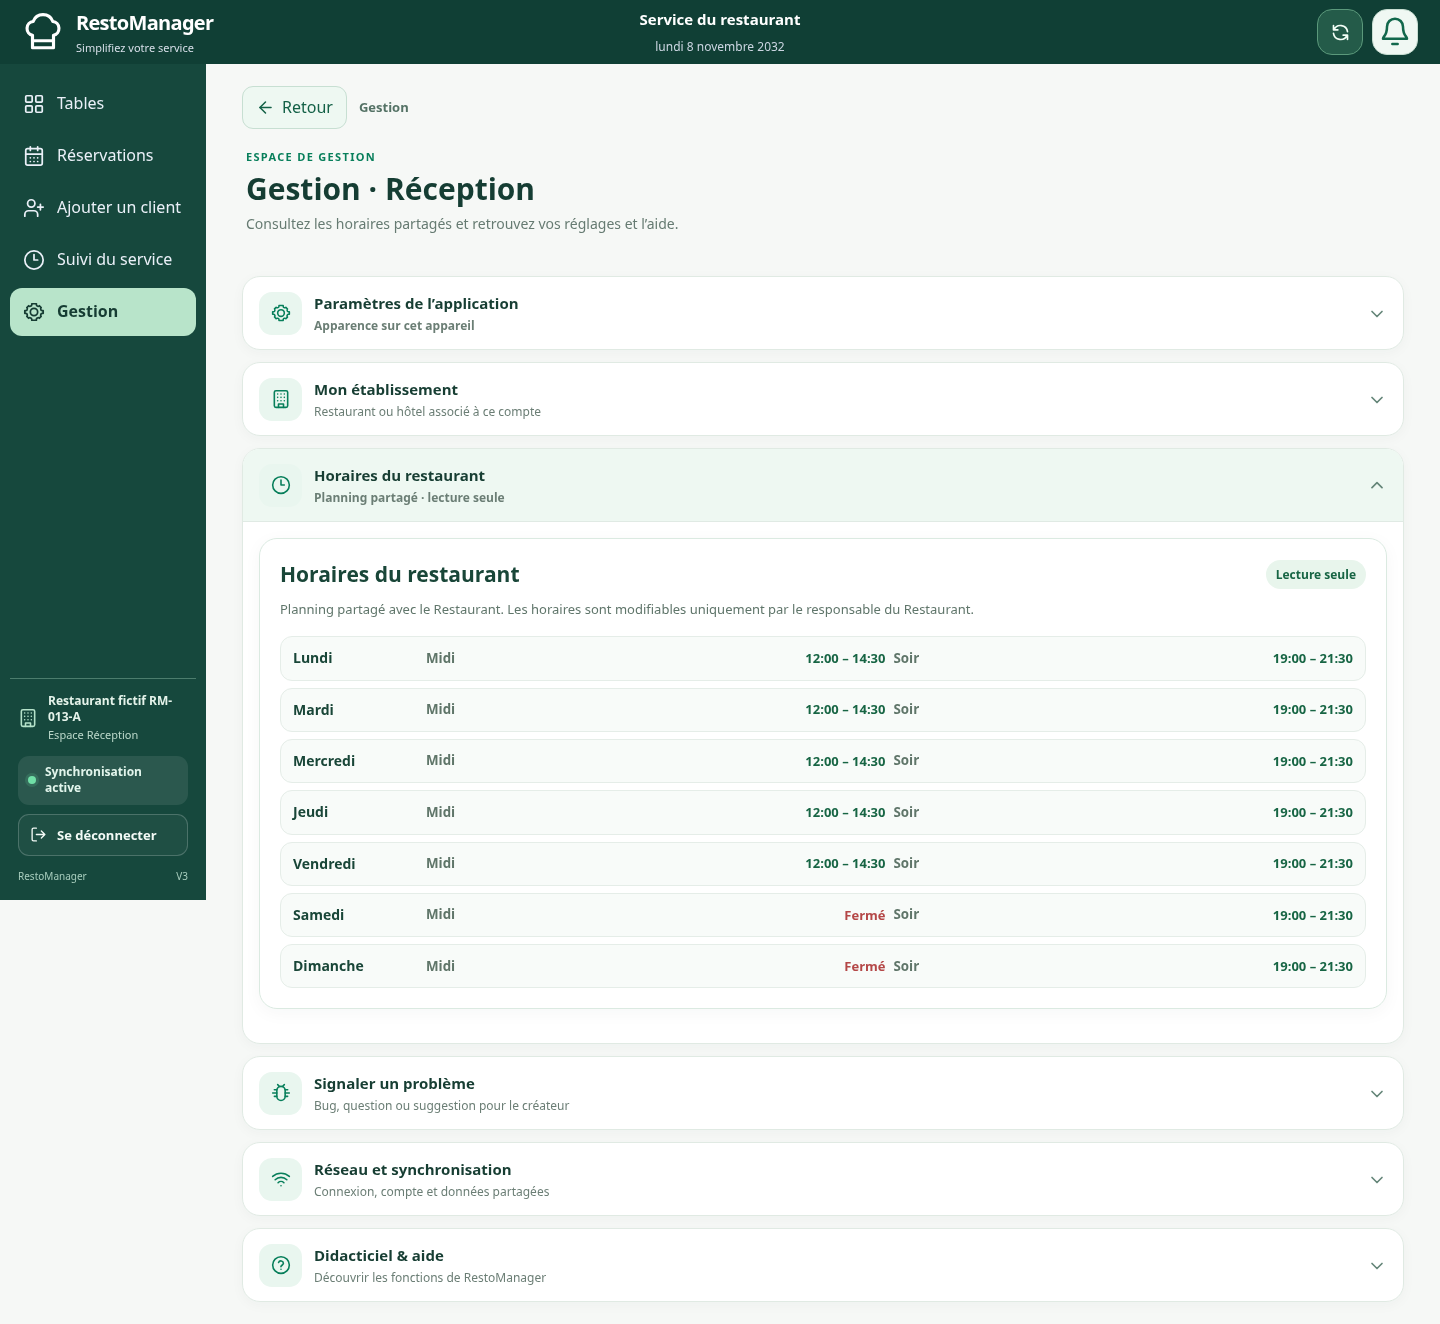 RestoManager
Simplifiez votre service
Service du restaurant
lundi 8 novembre 2032
Tables
Réservations
Ajouter un client
Suivi du service
Gestion
Restaurant fictif RM-
013-A
Espace Réception
Synchronisation
active
Se déconnecter
RestoManager V3
Retour Gestion
ESPACE DE GESTION
Gestion · Réception
Consultez les horaires partagés et retrouvez vos réglages et l’aide.
Paramètres de l’application
Apparence sur cet appareil
Mon établissement
Restaurant ou hôtel associé à ce compte
Horaires du restaurant
Planning partagé · lecture seule
Horaires du restaurant Lecture seule
Planning partagé avec le Restaurant. Les horaires sont modifiables uniquement par le responsable du Restaurant.
Lundi Midi 12:00 – 14:30 Soir 19:00 – 21:30
Mardi Midi 12:00 – 14:30 Soir 19:00 – 21:30
Mercredi Midi 12:00 – 14:30 Soir 19:00 – 21:30
Jeudi Midi 12:00 – 14:30 Soir 19:00 – 21:30
Vendredi Midi 12:00 – 14:30 Soir 19:00 – 21:30
Samedi Midi Fermé Soir 19:00 – 21:30
Dimanche Midi Fermé Soir 19:00 – 21:30
Signaler un problème
Bug, question ou suggestion pour le créateur
Réseau et synchronisation
Connexion, compte et données partagées
Didacticiel & aide
Découvrir les fonctions de RestoManager